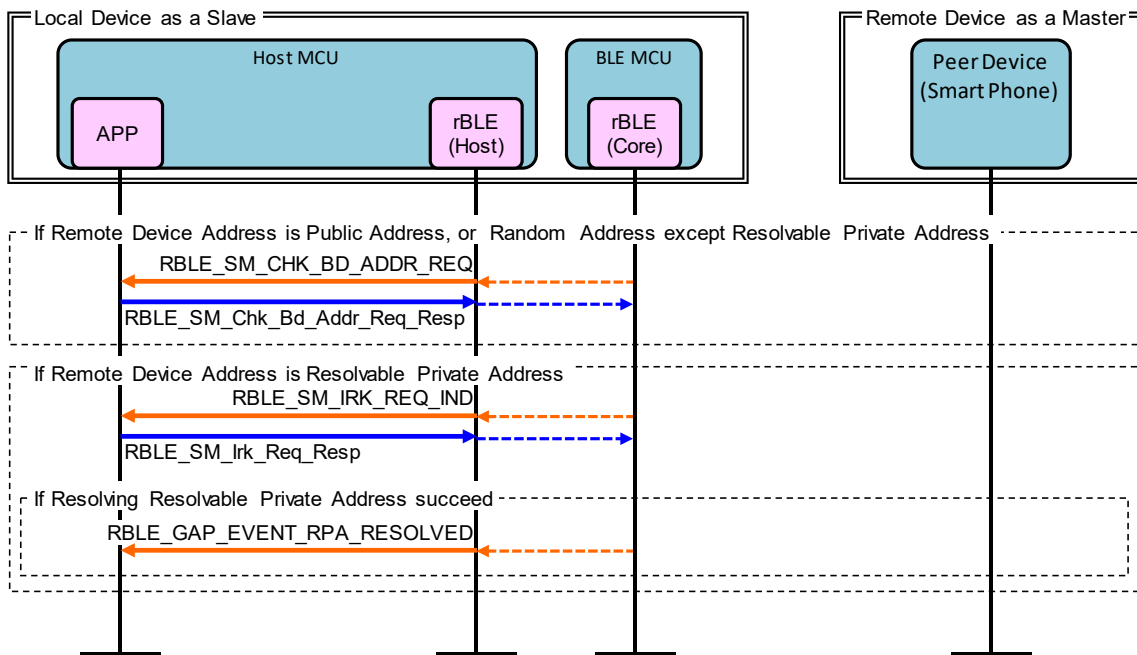 Local Device as a Slave
Remote Device as a Master
Host MCU
BLE MCU
Peer Device
(Smart Phone)
APP
rBLE
(Host)
rBLE
(Core)
If Remote Device Address is Public Address, or Random Address except Resolvable Private Address
RBLE_SM_CHK_BD_ADDR_REQ
RBLE_SM_Chk_Bd_Addr_Req_Resp
If Remote Device Address is Resolvable Private Address
RBLE_SM_IRK_REQ_IND
RBLE_SM_Irk_Req_Resp
If Resolving Resolvable Private Address succeed
RBLE_GAP_EVENT_RPA_RESOLVED